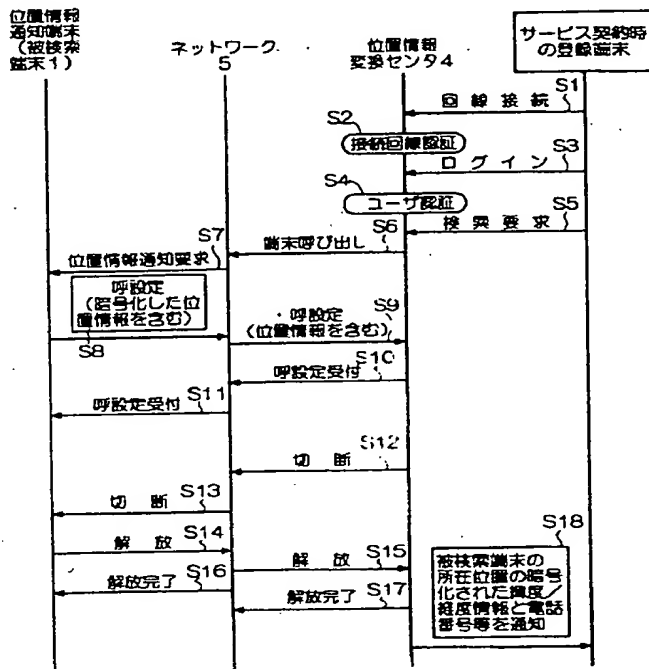 位置情報
通知端末
(被検索
端末1)
ネットワーク
5
位置情報
変換センタ4
サービス契約時
の登録端末
S1
回線接続
S2
接続回線認証
S3
ログイン
S4
ユーザ認証
S5
検索要求
S6
端末呼び出し
S7
位置情報通知要求
呼設定
(暗号化した位
置情報を含む)
S8
S9
呼設定
(位置情報を含む)
S10
呼設定受付
S11
呼設定受付
S12
切断
S13
切断
S14
解放
S15
解放
S16
解放完了
S17
解放完了
S18
被検索端末の
所在位置の暗号
化された緯度/
経度情報と電話
番号等を通知